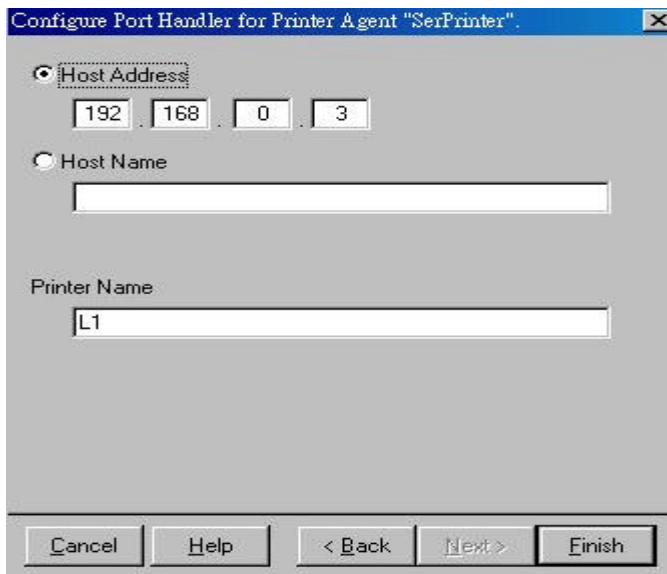 Configure Port Handler for Printer Agent "SerPrinter".
Host Address
192 . 168 . 0 . 3
Host Name
Printer Name
L1
Cancel Help < Back Next > Finish